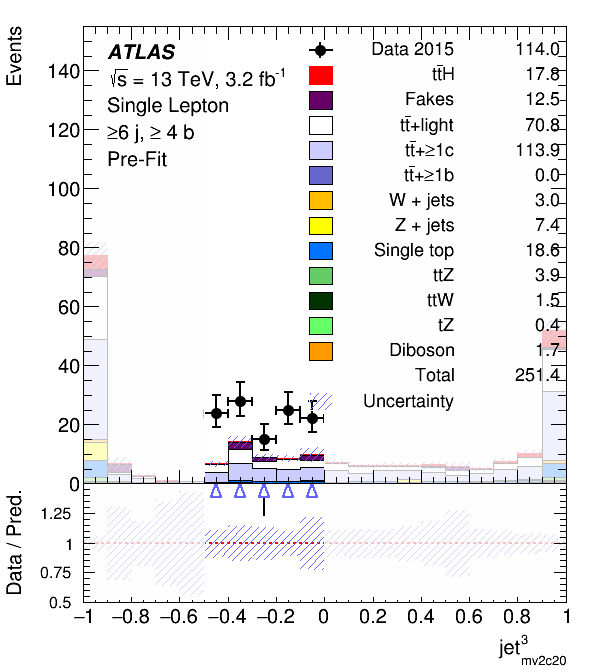 Events
140
120
100
80
60
40
20
0
ATLAS
√s = 13 TeV, 3.2 fb-1
Single Lepton
≥6 j, ≥ 4 b
Pre-Fit
Data 2015 114.0
tt̄H 17.8
Fakes 12.5
tt̄+light 70.8
tt̄+≥1c 113.9
tt̄+≥1b 0.0
W + jets 3.0
Z + jets 7.4
Single top 18.6
ttZ 3.9
ttW 1.5
tZ 0.4
Diboson 1.7
Total 251.4
Uncertainty
Data / Pred.
1.25
1
0.75
0.5
−1 −0.8 −0.6 −0.4 −0.2 0 0.2 0.4 0.6 0.8 1
jet3mv2c20